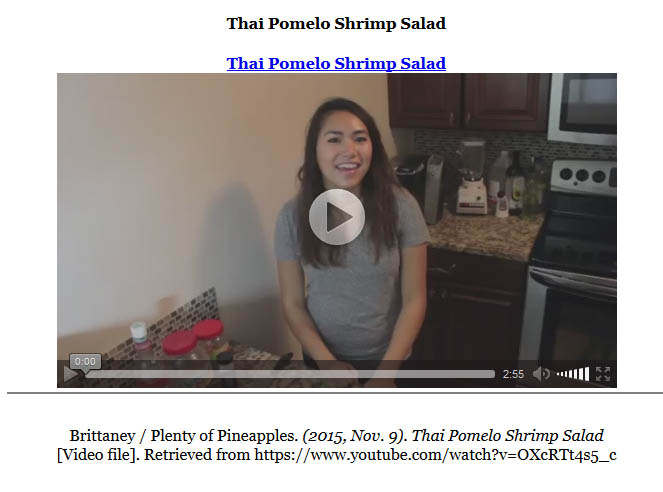 Thai Pomelo Shrimp Salad
Thai Pomelo Shrimp Salad
0:00
2:55
Brittaney / Plenty of Pineapples. (2015, Nov. 9). Thai Pomelo Shrimp Salad
[Video file]. Retrieved from https://www.youtube.com/watch?v=OXcRTt4s5_c